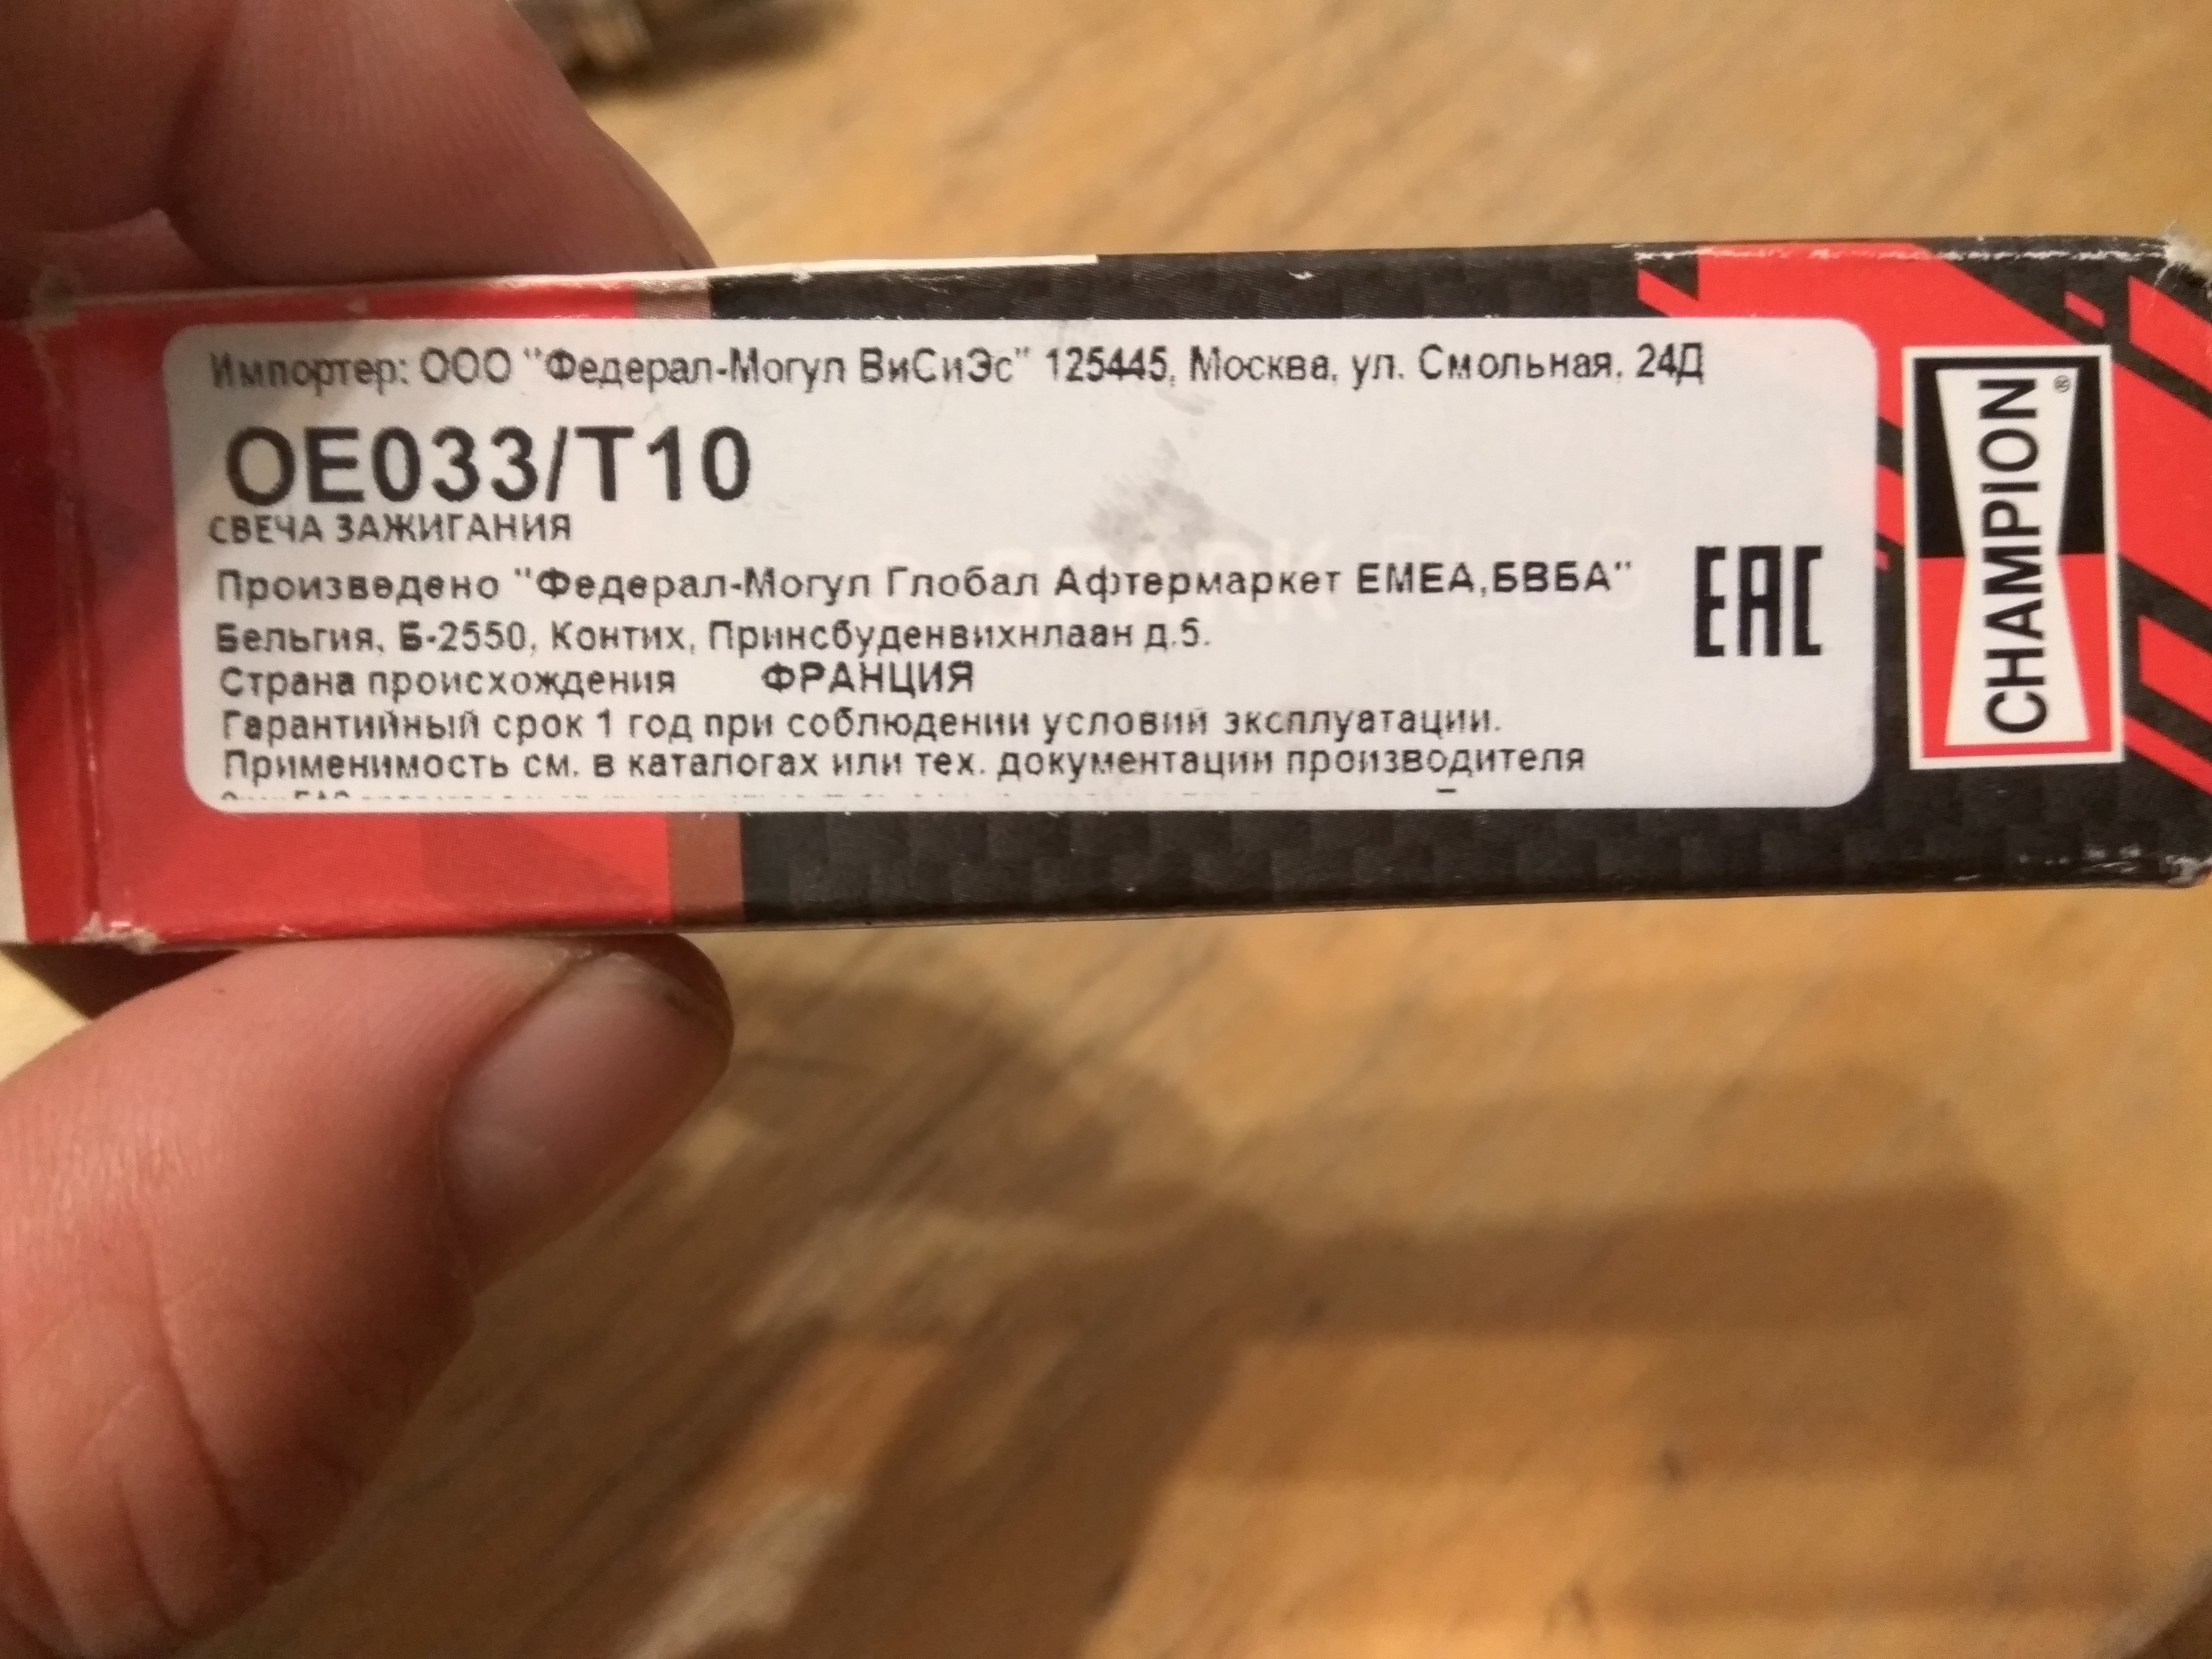 Импортер: ООО "Федерал-Могул ВиСиЭс" 125445, Москва, ул. Смольная, 24Д
OE033/T10
СВЕЧА ЗАЖИГАНИЯ
Произведено "Федерал-Могул Глобал Афтермаркет ЕМЕА,БВБА"
Бельгия, Б-2550, Контих, Принсбуденвихнлаан д.5.
Страна происхождения ФРАНЦИЯ
Гарантийный срок 1 год при соблюдении условий зксплуатации.
Применимость см. в каталогах или тех. документации производителя
EAC
CHAMPION®